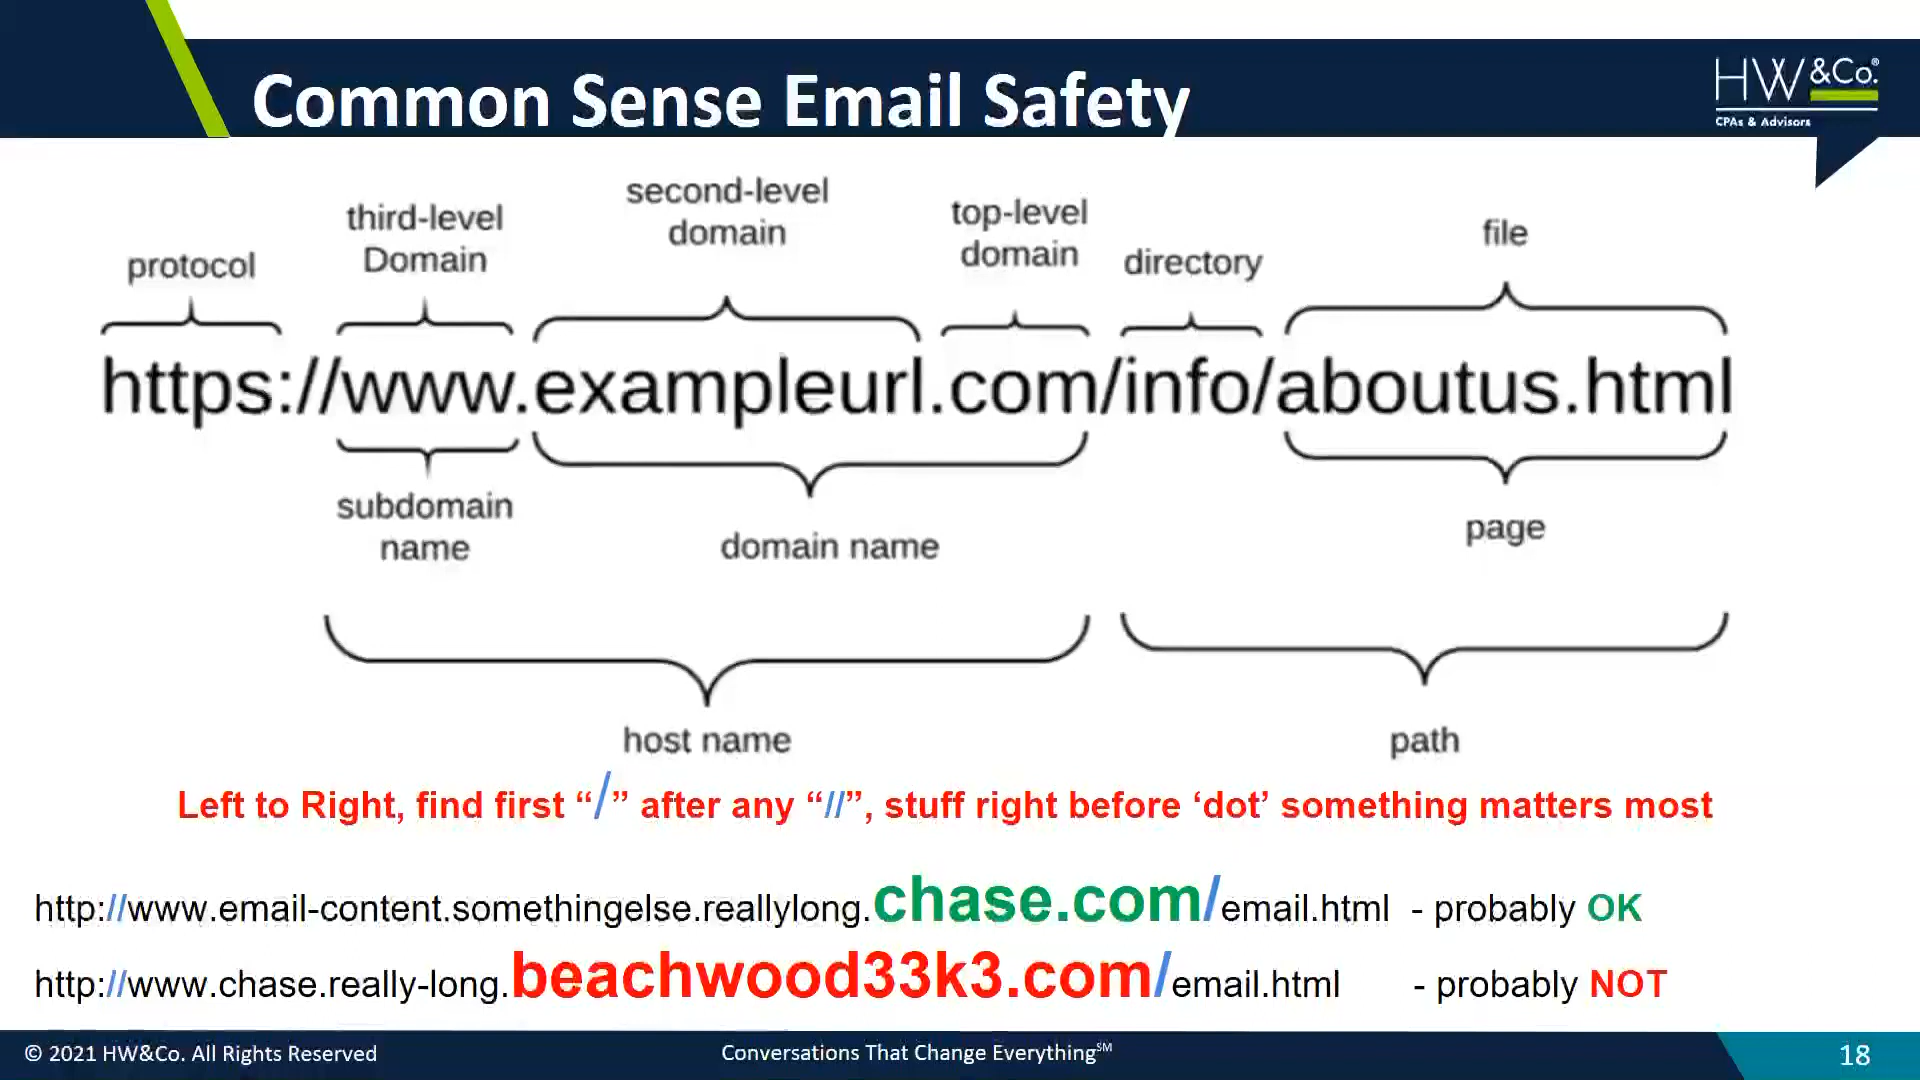 Common Sense Email Safety
HW&Co.®
CPAs & Advisors
second-level
domain
third-level
Domain
top-level
domain
file
protocol
directory
https://www.exampleurl.com/info/aboutus.html
subdomain
name
domain name
page
host name
path
Left to Right, find first “/” after any “//”, stuff right before ‘dot’ something matters most
http://www.email-content.somethingelse.reallylong.chase.com/email.html - probably OK
http://www.chase.really-long.beachwood33k3.com/email.html - probably NOT
© 2021 HW&Co. All Rights Reserved
Conversations That Change Everything℠
18